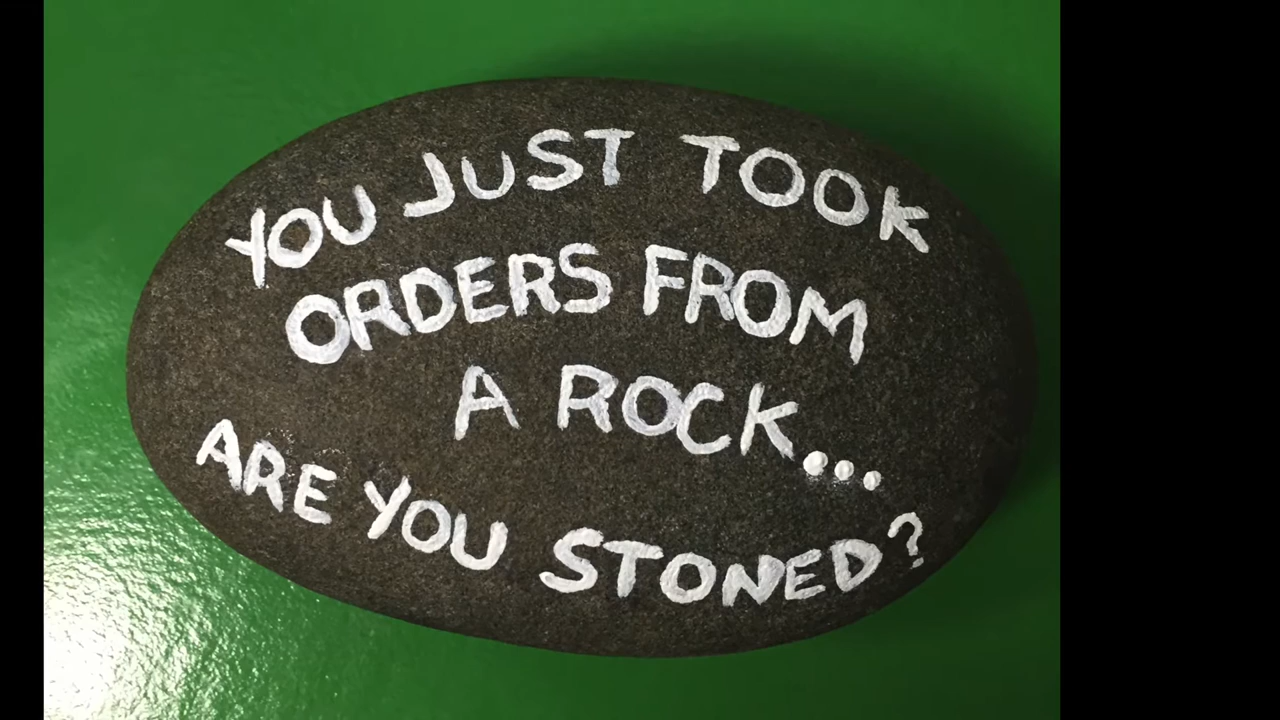 YOU JUST TOOK
ORDERS FROM
A ROCK...
ARE YOU STONED?